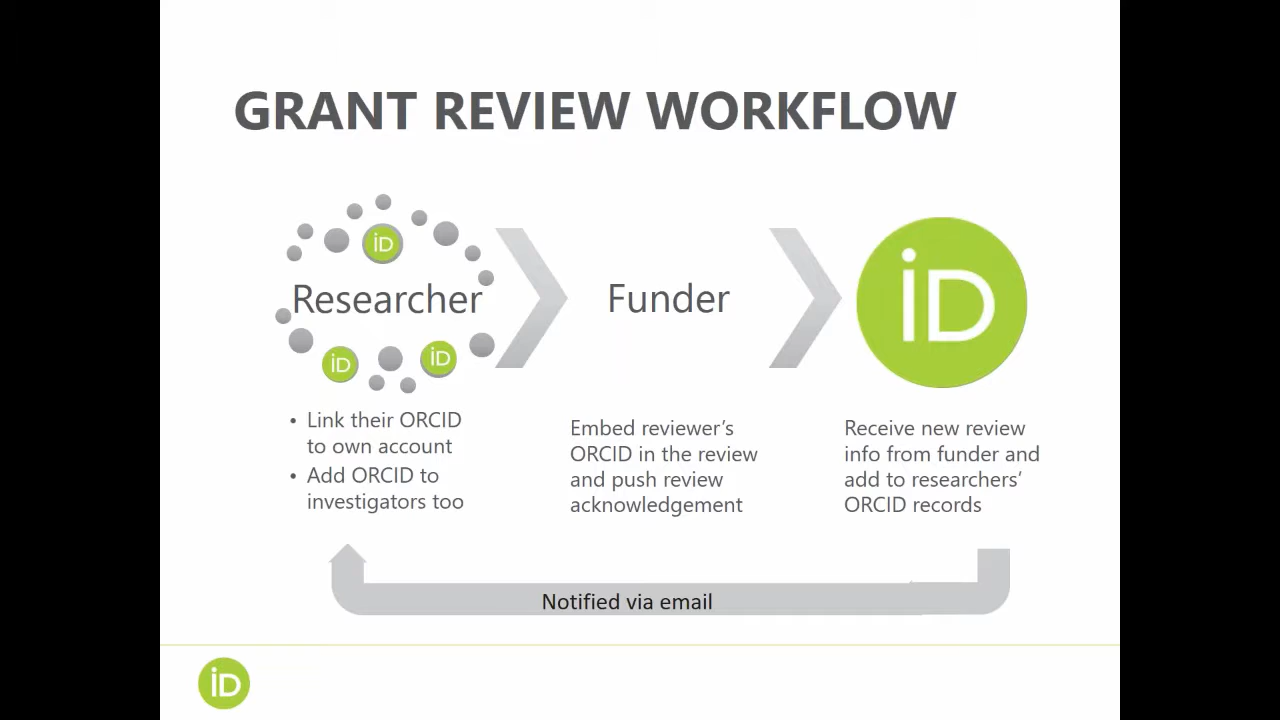 GRANT REVIEW WORKFLOW
iD
Researcher
iD
iD
Funder
iD
• Link their ORCID
to own account
• Add ORCID to
investigators too
Embed reviewer’s
ORCID in the review
and push review
acknowledgement
Receive new review
info from funder and
add to researchers’
ORCID records
Notified via email
iD